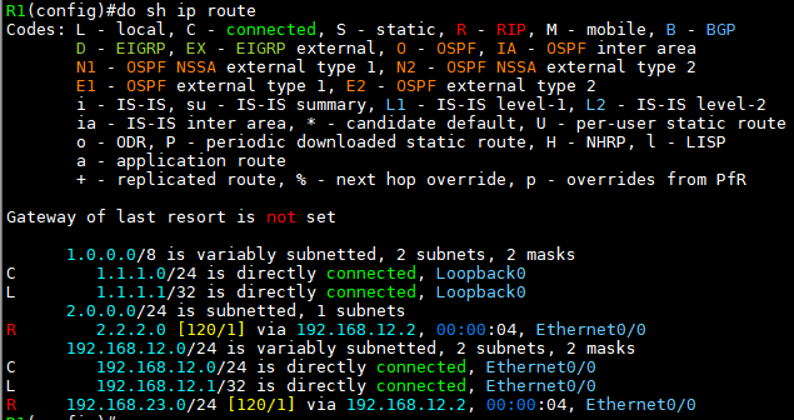 R1(config)#do sh ip route
Codes: L - local, C - connected, S - static, R - RIP, M - mobile, B - BGP
D - EIGRP, EX - EIGRP external, O - OSPF, IA - OSPF inter area
N1 - OSPF NSSA external type 1, N2 - OSPF NSSA external type 2
E1 - OSPF external type 1, E2 - OSPF external type 2
i - IS-IS, su - IS-IS summary, L1 - IS-IS level-1, L2 - IS-IS level-2
ia - IS-IS inter area, * - candidate default, U - per-user static route
o - ODR, P - periodic downloaded static route, H - NHRP, l - LISP
a - application route
+ - replicated route, % - next hop override, p - overrides from PfR
Gateway of last resort is not set
1.0.0.0/8 is variably subnetted, 2 subnets, 2 masks
C 1.1.1.0/24 is directly connected, Loopback0
L 1.1.1.1/32 is directly connected, Loopback0
2.0.0.0/24 is subnetted, 1 subnets
R 2.2.2.0 [120/1] via 192.168.12.2, 00:00:04, Ethernet0/0
192.168.12.0/24 is variably subnetted, 2 subnets, 2 masks
C 192.168.12.0/24 is directly connected, Ethernet0/0
L 192.168.12.1/32 is directly connected, Ethernet0/0
R 192.168.23.0/24 [120/1] via 192.168.12.2, 00:00:04, Ethernet0/0
R1(config)#